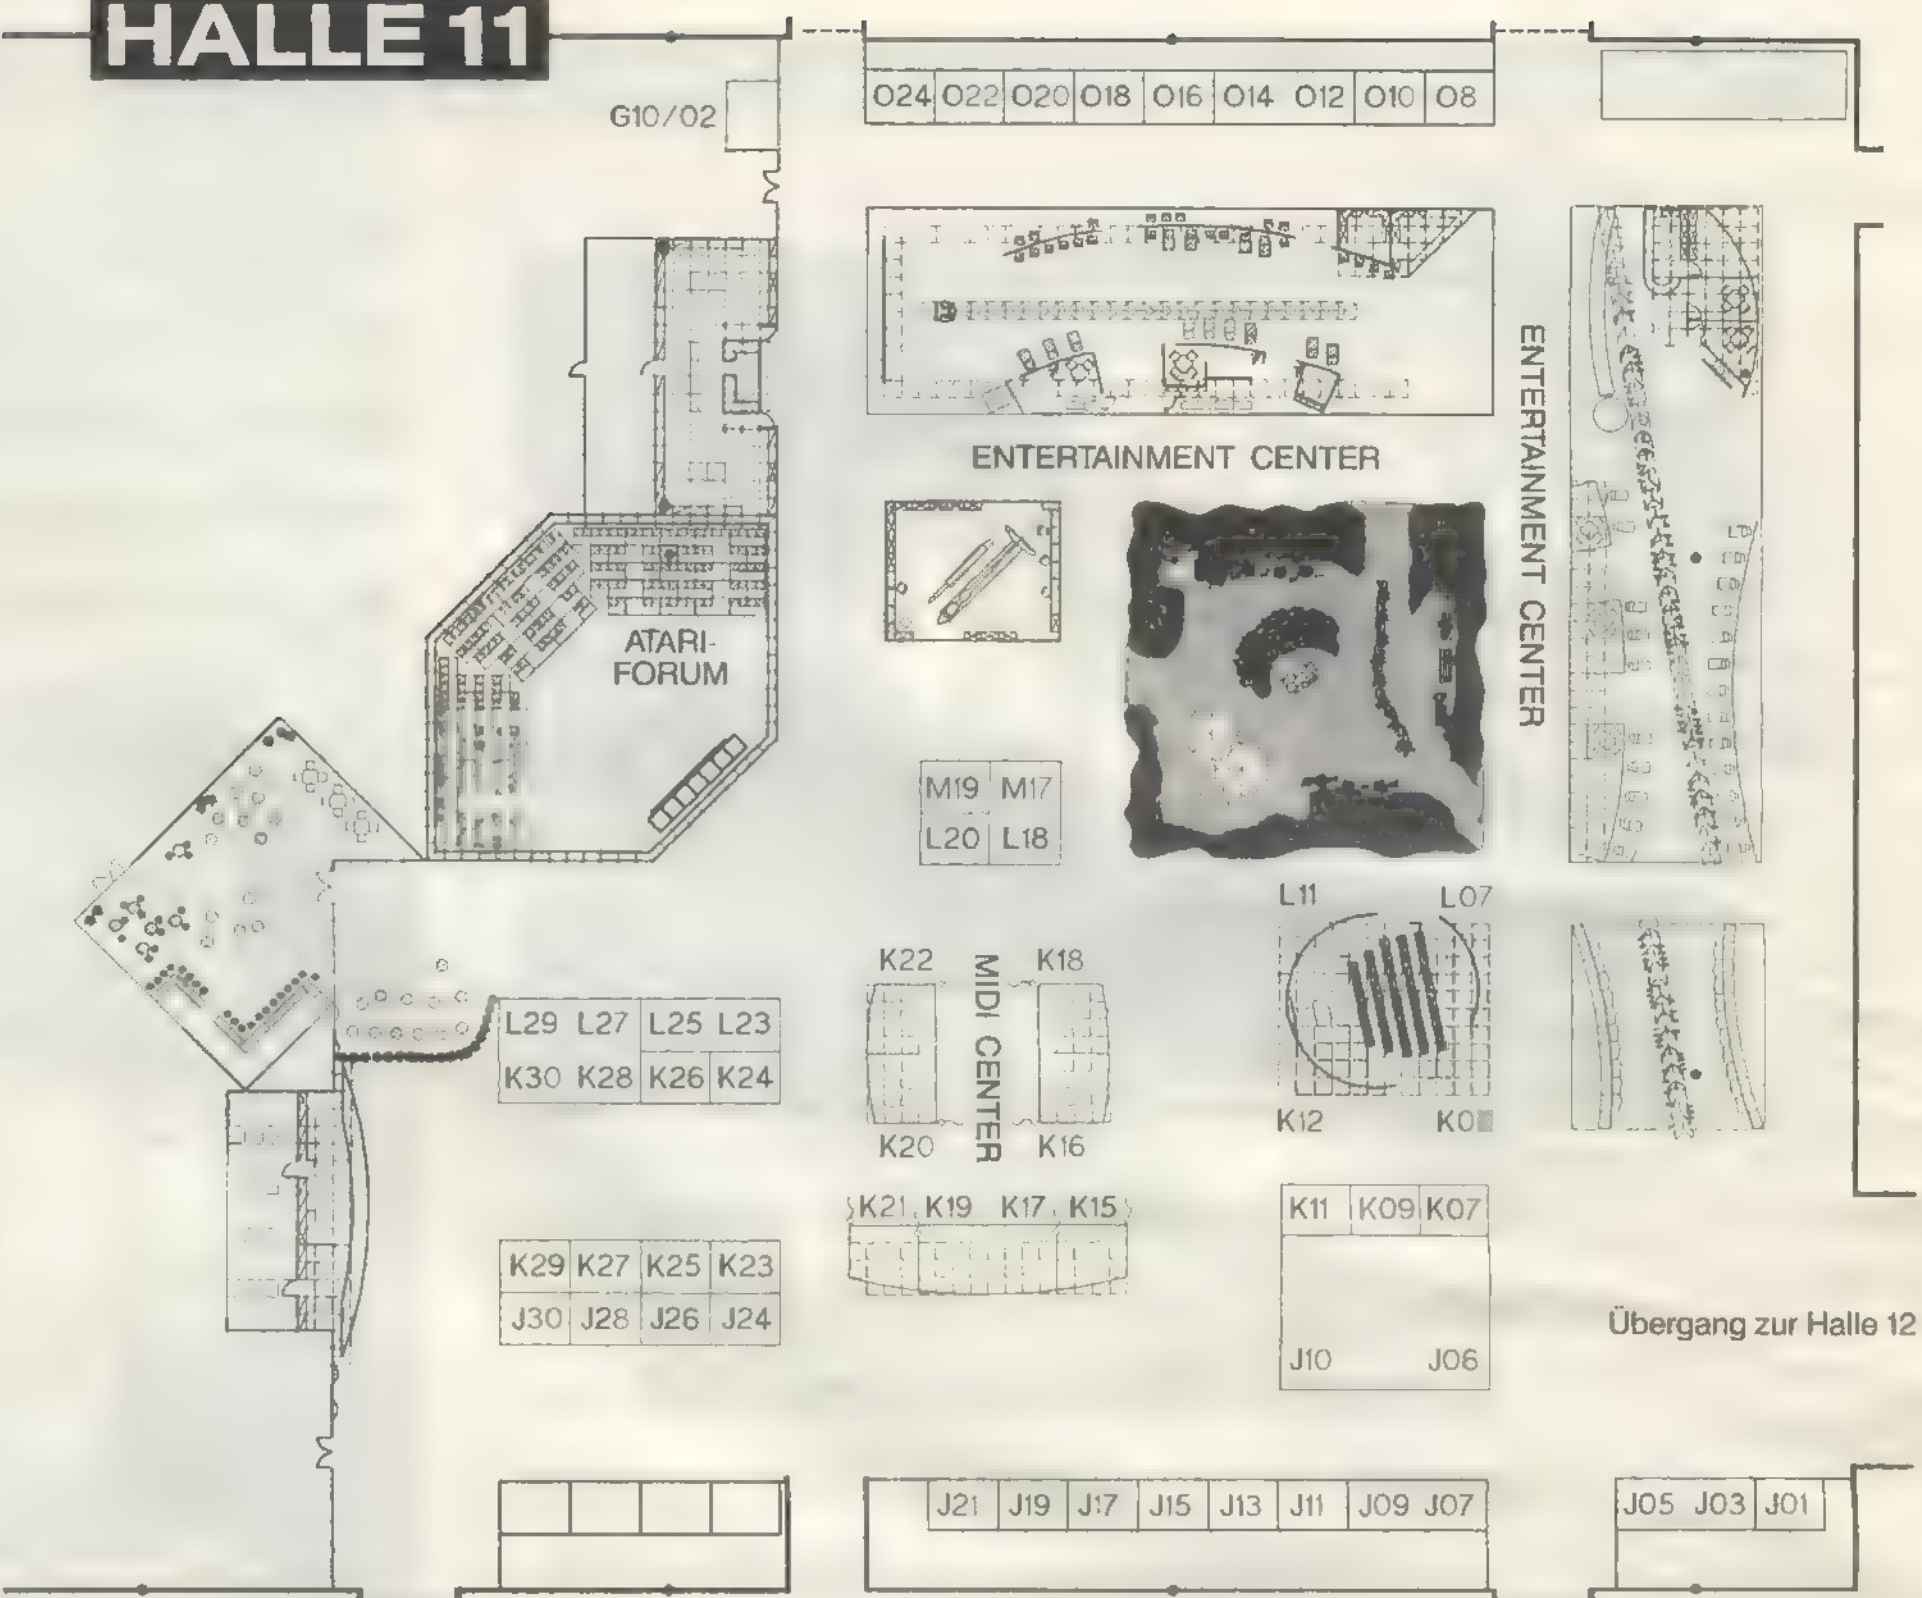 HALLE 11
G10/02
O24 O22 O20 O18 O16 O14 O12 O10 O8
ENTERTAINMENT CENTER
ENTERTAINMENT CENTER
ATARI-
FORUM
M19 M17
L20 L18
L11 L07
K22 K18
MIDI CENTER
L29 L27 L25 L23
K30 K28 K26 K24
K12
K20 K16
K21 K19 K17 K15
K11 K09 K07
K29 K27 K25 K23
J30 J28 J26 J24
Übergang zur Halle 12
J10 J06
J21 J19 J17 J15 J13 J11 J09 J07
J05 J03 J01